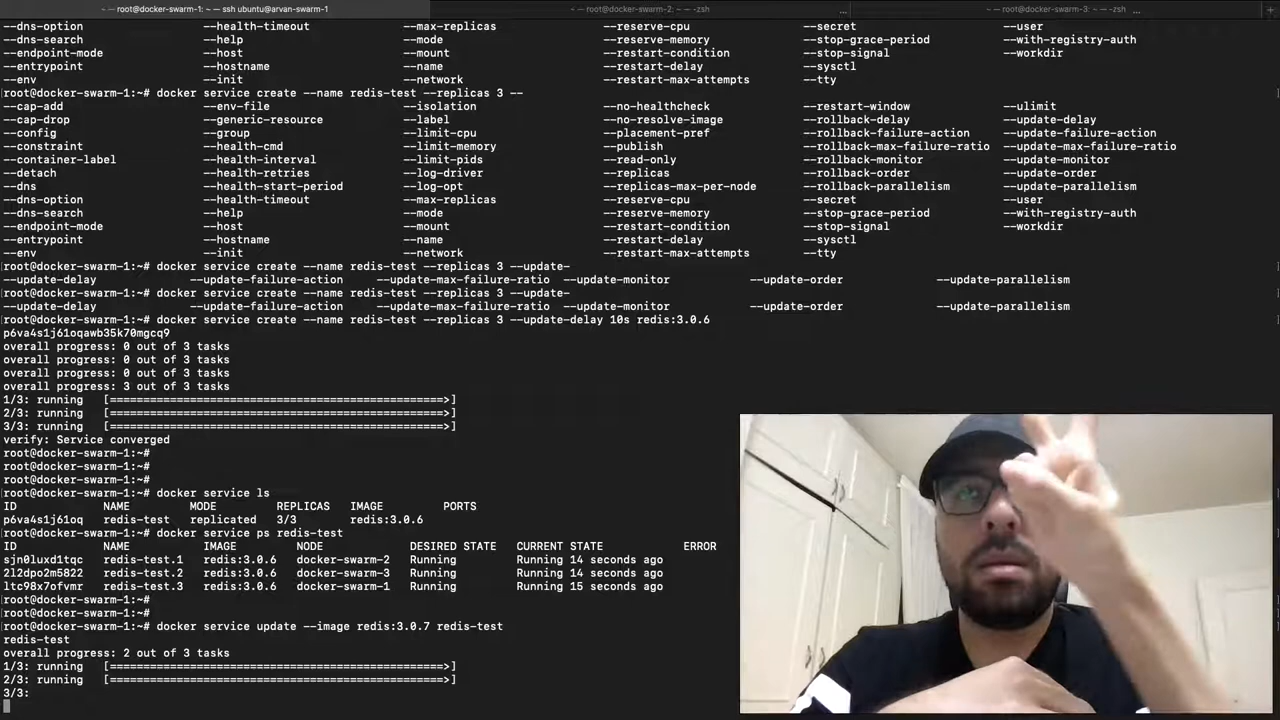 ~ — root@docker-swarm-1: ~ — ssh ubuntu@arvan-swarm-1
~ — root@docker-swarm-2: ~ — -zsh
...
~ — root@docker-swarm-3: ~ — -zsh
...
--dns-option --health-timeout --max-replicas --reserve-cpu --secret --user
--dns-search --help --mode --reserve-memory --stop-grace-period --with-registry-auth
--endpoint-mode --host --mount --restart-condition --stop-signal --workdir
--entrypoint --hostname --name --restart-delay --sysctl
--env --init --network --restart-max-attempts --tty
[root@docker-swarm-1:~# docker service create --name redis-test --replicas 3 --
--cap-add --env-file --isolation --no-healthcheck --restart-window --ulimit
--cap-drop --generic-resource --label --no-resolve-image --rollback-delay --update-delay
--config --group --limit-cpu --placement-pref --rollback-failure-action --update-failure-action
--constraint --health-cmd --limit-memory --publish --rollback-max-failure-ratio --update-max-failure-ratio
--container-label --health-interval --limit-pids --read-only --rollback-monitor --update-monitor
--detach --health-retries --log-driver --replicas --rollback-order --update-order
--dns --health-start-period --log-opt --replicas-max-per-node --rollback-parallelism --update-parallelism
--dns-option --health-timeout --max-replicas --reserve-cpu --secret --user
--dns-search --help --mode --reserve-memory --stop-grace-period --with-registry-auth
--endpoint-mode --host --mount --restart-condition --stop-signal --workdir
--entrypoint --hostname --name --restart-delay --sysctl
--env --init --network --restart-max-attempts --tty
[root@docker-swarm-1:~# docker service create --name redis-test --replicas 3 --update-
--update-delay --update-failure-action --update-max-failure-ratio --update-monitor --update-order --update-parallelism
[root@docker-swarm-1:~# docker service create --name redis-test --replicas 3 --update-
--update-delay --update-failure-action --update-max-failure-ratio --update-monitor --update-order --update-parallelism
[root@docker-swarm-1:~# docker service create --name redis-test --replicas 3 --update-delay 10s redis:3.0.6
p6va4s1j61oqawb35k70mgcq9
overall progress: 0 out of 3 tasks
overall progress: 0 out of 3 tasks
overall progress: 0 out of 3 tasks
overall progress: 3 out of 3 tasks
1/3: running [==================================================>]
2/3: running [==================================================>]
3/3: running [==================================================>]
verify: Service converged
[root@docker-swarm-1:~#
[root@docker-swarm-1:~#
[root@docker-swarm-1:~#
[root@docker-swarm-1:~# docker service ls
ID NAME MODE REPLICAS IMAGE PORTS
p6va4s1j61oq redis-test replicated 3/3 redis:3.0.6
[root@docker-swarm-1:~# docker service ps redis-test
ID NAME IMAGE NODE DESIRED STATE CURRENT STATE ERROR
sjn0luxd1tqc redis-test.1 redis:3.0.6 docker-swarm-2 Running Running 14 seconds ago
2l2dpo2m5822 redis-test.2 redis:3.0.6 docker-swarm-3 Running Running 14 seconds ago
ltc98x7ofvmr redis-test.3 redis:3.0.6 docker-swarm-1 Running Running 15 seconds ago
[root@docker-swarm-1:~#
[root@docker-swarm-1:~#
[root@docker-swarm-1:~# docker service update --image redis:3.0.7 redis-test
redis-test
overall progress: 2 out of 3 tasks
1/3: running [==================================================>]
2/3: running [==================================================>]
3/3: